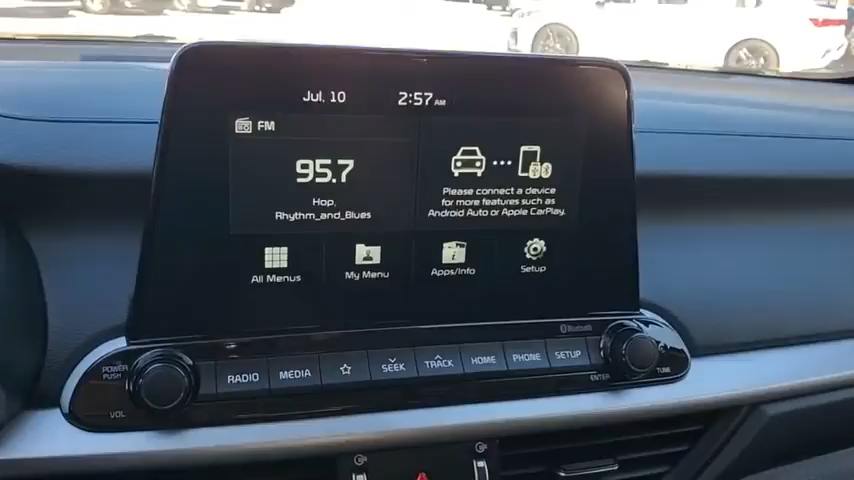 Jul. 10 2:57 AM
FM
95.7
Hop,
Rhythm_and_Blues
Please connect a device
for more features such as
Android Auto or Apple CarPlay.
All Menus My Menu Apps/Info Setup
Bluetooth
POWER
PUSH
RADIO MEDIA SEEK TRACK HOME PHONE SETUP
ENTER
TUNE
VOL